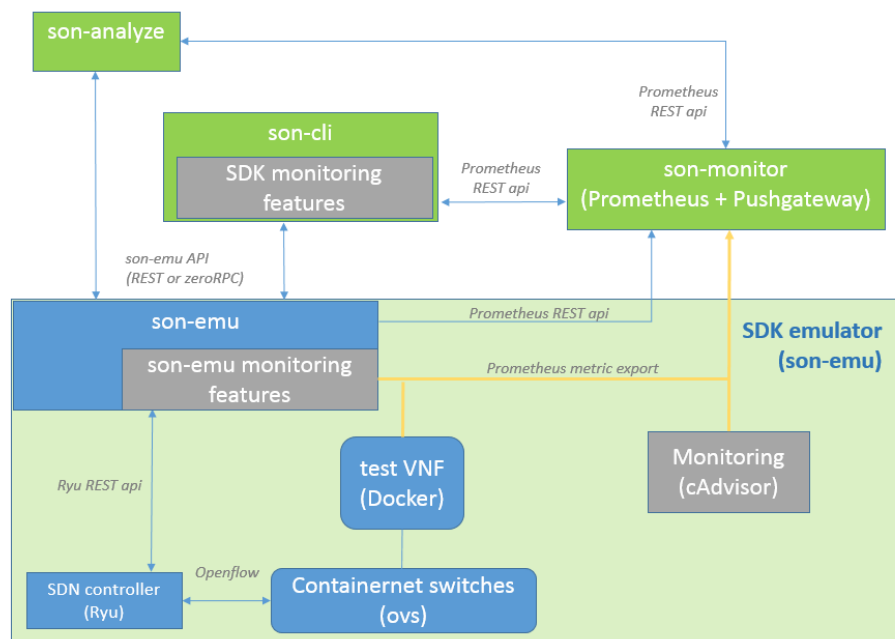 son-analyze
Prometheus
REST api
son-cli
SDK monitoring
features
Prometheus
REST api
son-monitor
(Prometheus + Pushgateway)
son-emu API
(REST or zeroRPC)
son-emu
Prometheus REST api
SDK emulator
(son-emu)
son-emu monitoring
features
Prometheus metric export
test VNF
(Docker)
Monitoring
(cAdvisor)
Ryu REST api
SDN controller
(Ryu)
Openflow
Containernet switches
(ovs)